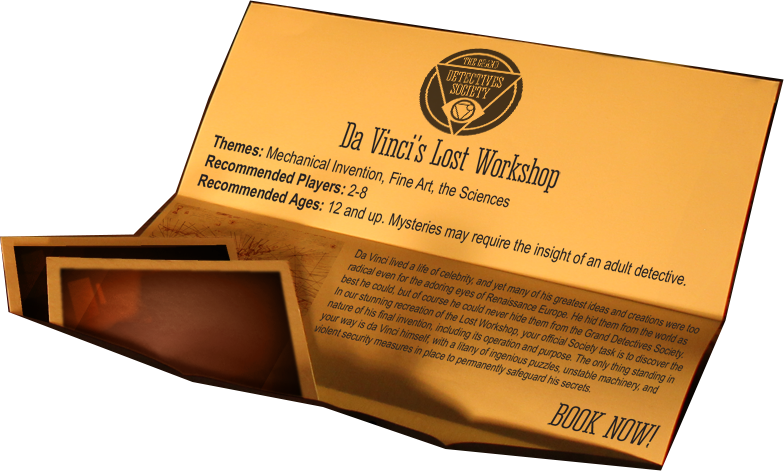 THE GRAND
DETECTIVES
SOCIETY
Da Vinci's Lost Workshop
Themes: Mechanical Invention, Fine Art, the Sciences
Recommended Players: 2-8
Recommended Ages: 12 and up. Mysteries may require the insight of an adult detective.
Da Vinci lived a life of celebrity, and yet many of his greatest ideas and creations were too
radical even for the adoring eyes of Renaissance Europe. He hid them from the world as
best he could, but of course he could never hide them from the Grand Detectives Society.
In our stunning recreation of the Lost Workshop, your official Society task is to discover the
nature of his final invention, including its operation and purpose. The only thing standing in
your way is da Vinci himself, with a litany of ingenious puzzles, unstable machinery, and
violent security measures in place to permanently safeguard his secrets.
BOOK NOW!